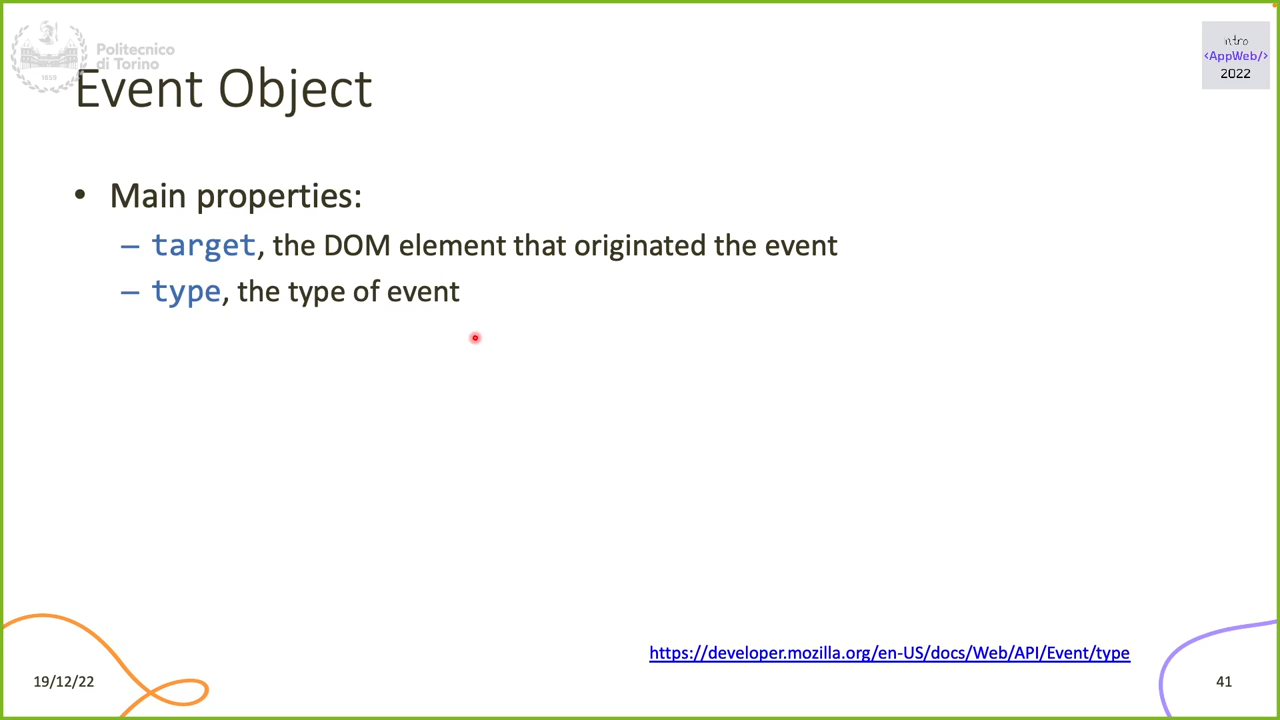 Politecnico
di Torino
1859
Event Object
intro
<AppWeb/>
2022
• Main properties:
– target, the DOM element that originated the event
– type, the type of event
https://developer.mozilla.org/en-US/docs/Web/API/Event/type
19/12/22
41